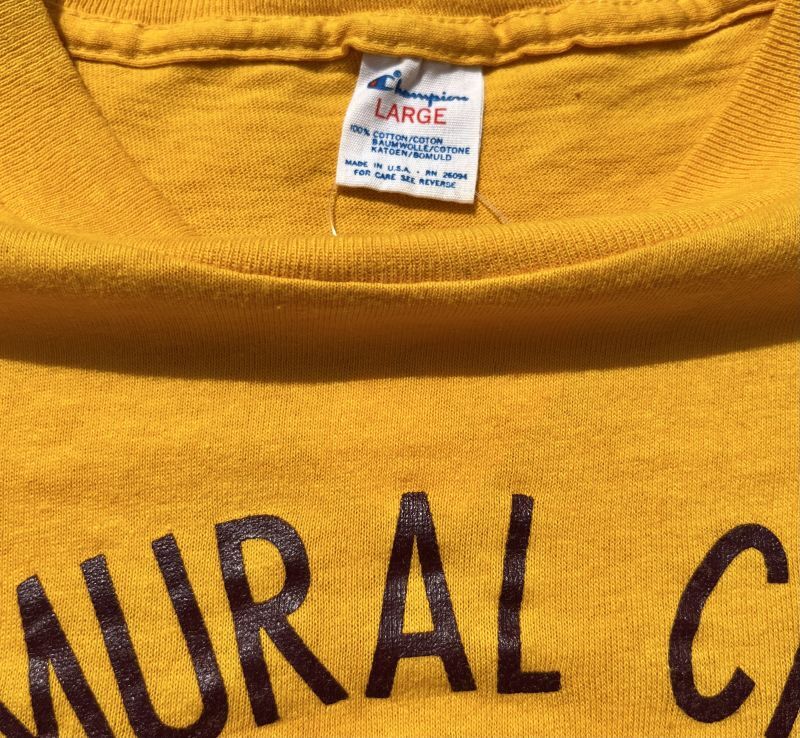 Champion
LARGE
100% COTTON/COTON
BAUMWOLLE/COTONE
KATOEN/BOMULD
MADE IN U.S.A. · RN 26094
FOR CARE SEE REVERSE
MURAL C